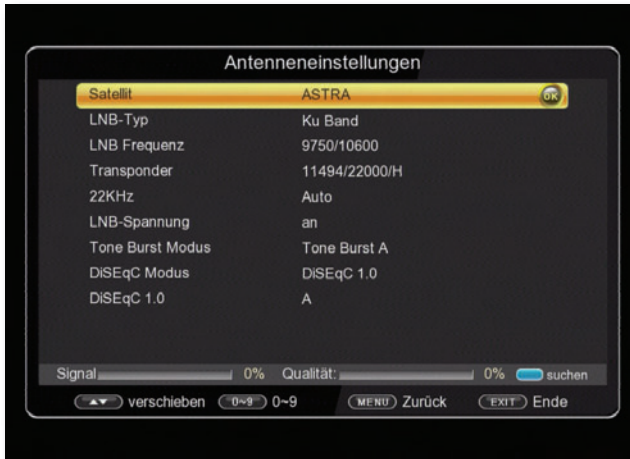 Antenneneinstellungen
Satellit ASTRA OK
LNB-Typ Ku Band
LNB Frequenz 9750/10600
Transponder 11494/22000/H
22KHz Auto
LNB-Spannung an
Tone Burst Modus Tone Burst A
DiSEqC Modus DiSEqC 1.0
DiSEqC 1.0 A
Signal 0% Qualität: 0% suchen
▲▼ verschieben 0~9 0~9 MENU Zurück EXIT Ende